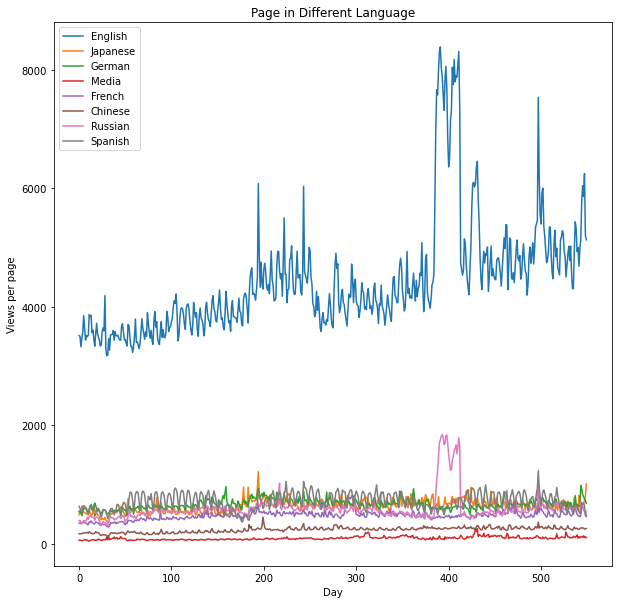 Page in Different Language
English
Japanese
German
Media
French
Chinese
Russian
Spanish
Views per page
8000
6000
4000
2000
0
0 100 200 300 400 500
Day